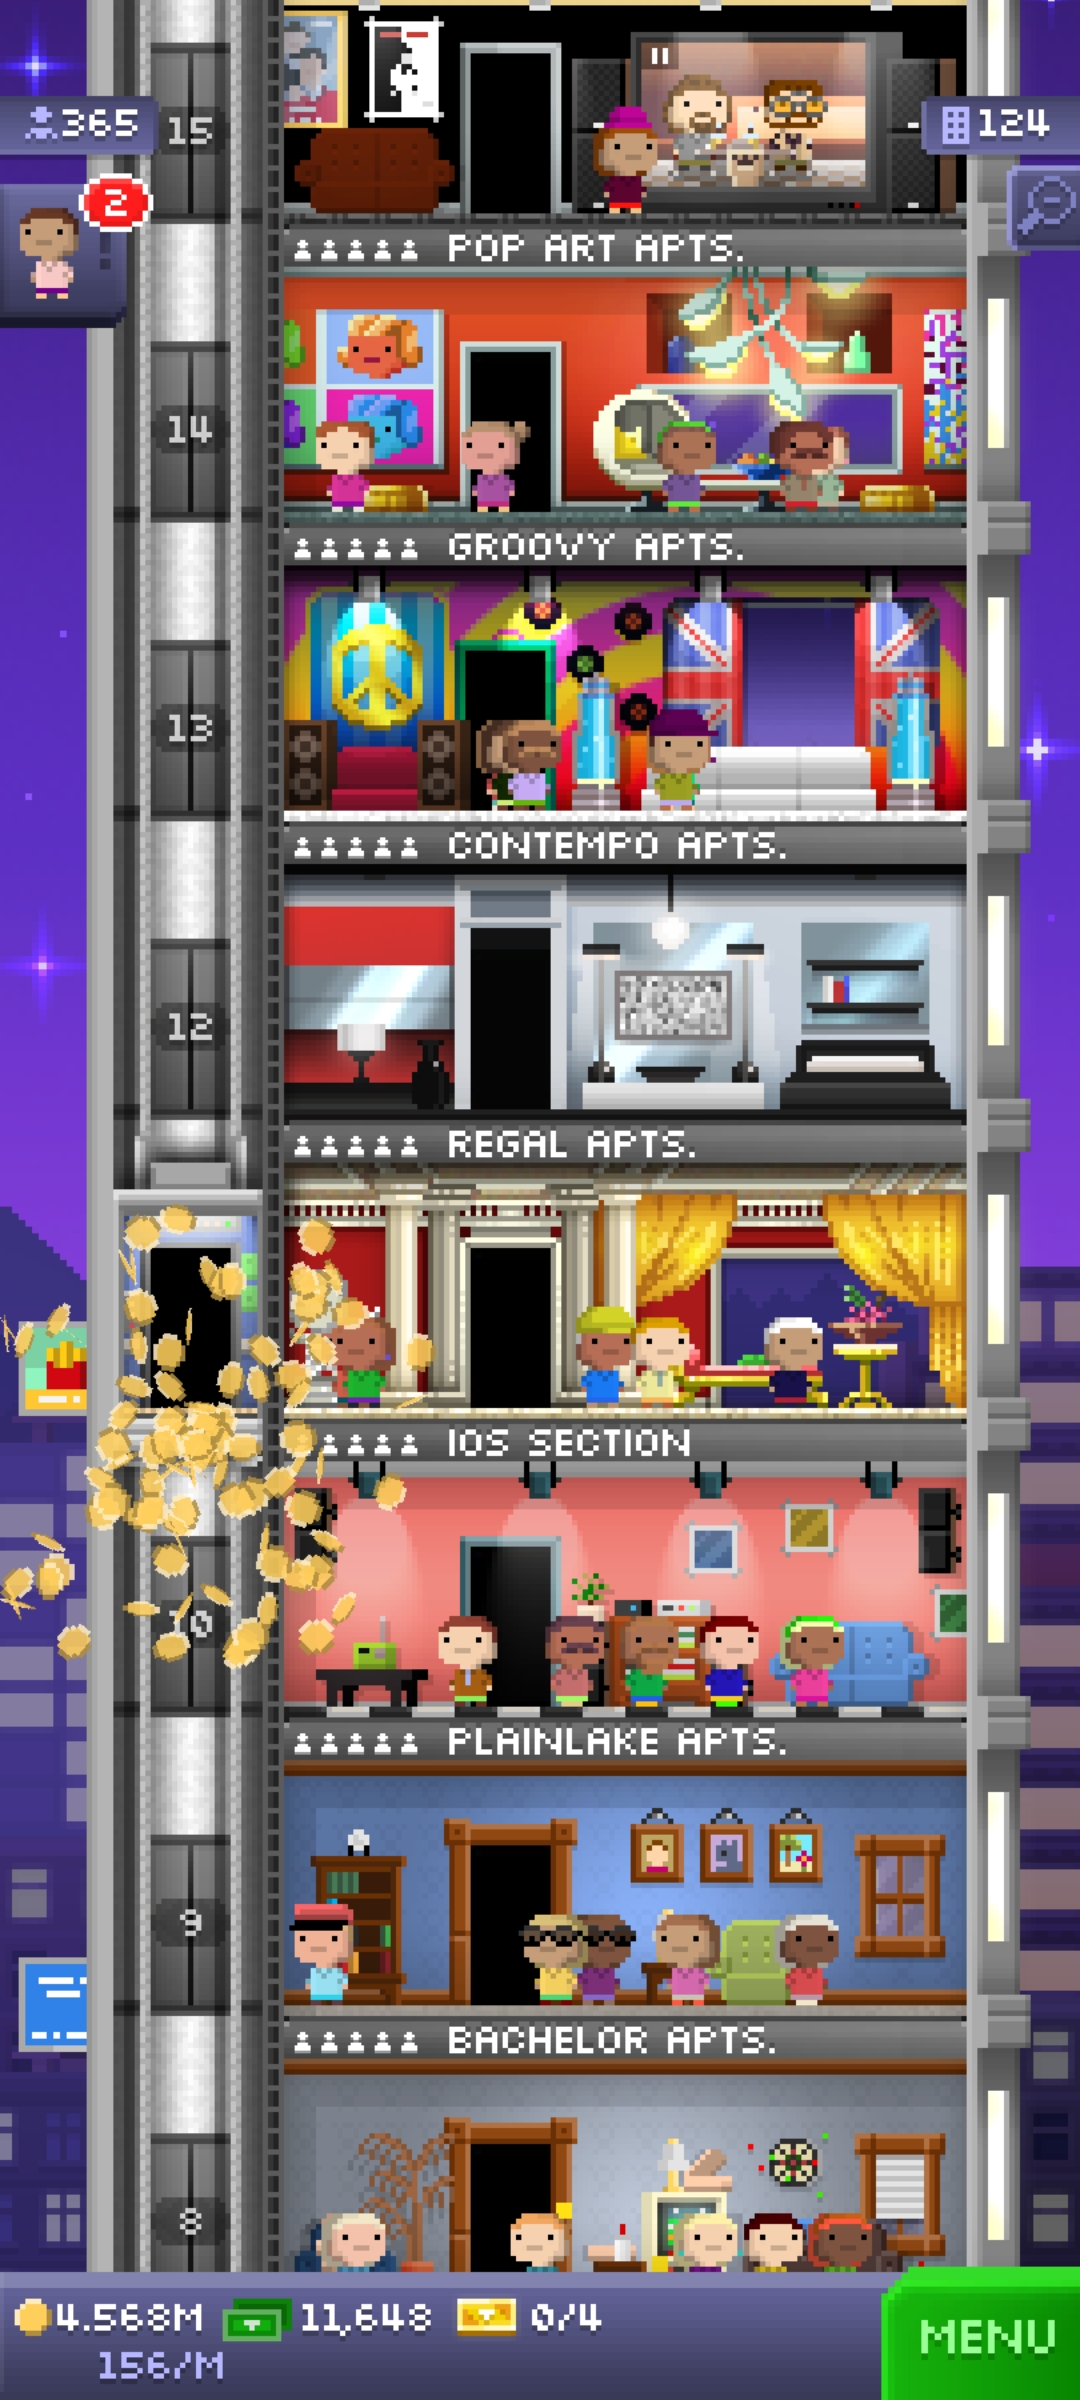 365
15
124
2
POP ART APTS.
14
GROOVY APTS.
13
CONTEMPO APTS.
12
REGAL APTS.
IOS SECTION
10
PLAINLAKE APTS.
9
BACHELOR APTS.
8
4.568M
11,648
0/4
156/M
MENU